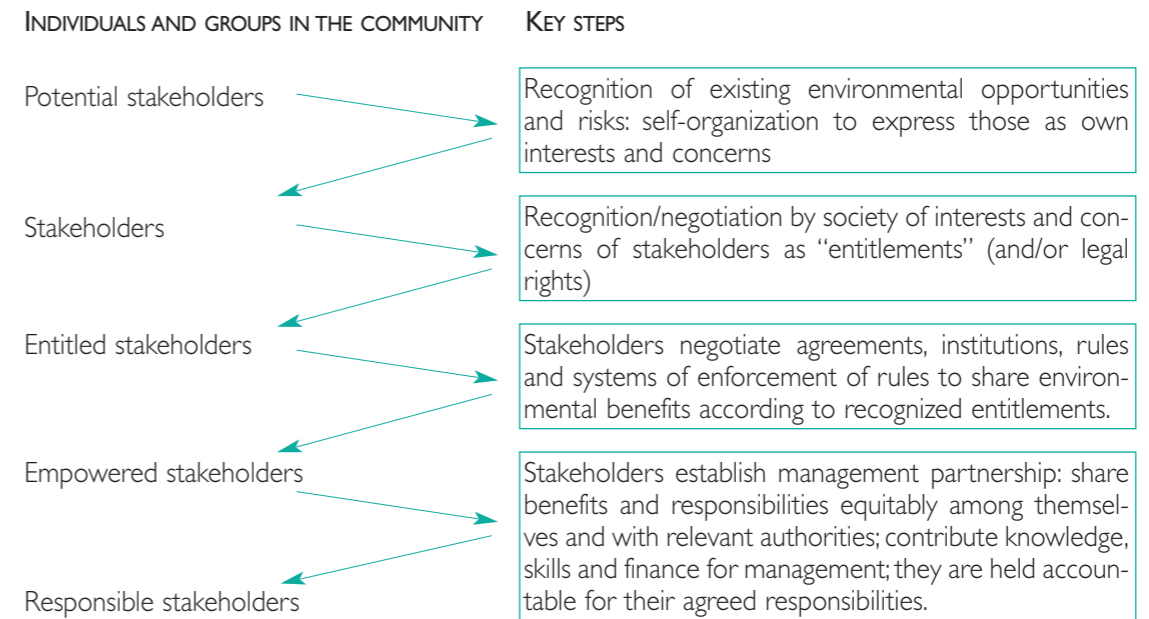 INDIVIDUALS AND GROUPS IN THE COMMUNITY KEY STEPS
Potential stakeholders
Recognition of existing environmental opportunities
and risks: self-organization to express those as own
interests and concerns
Stakeholders
Recognition/negotiation by society of interests and con-
cerns of stakeholders as “entitlements” (and/or legal
rights)
Entitled stakeholders
Stakeholders negotiate agreements, institutions, rules
and systems of enforcement of rules to share environ-
mental benefits according to recognized entitlements.
Empowered stakeholders
Stakeholders establish management partnership: share
benefits and responsibilities equitably among themsel-
ves and with relevant authorities; contribute knowledge,
skills and finance for management; they are held accoun-
table for their agreed responsibilities.
Responsible stakeholders